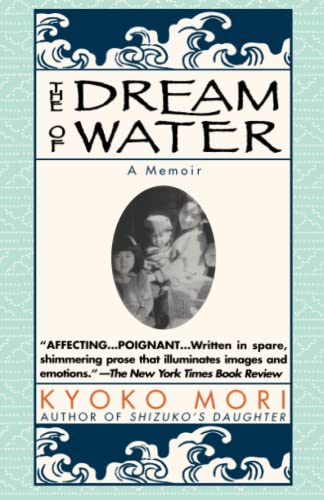 THE DREAM
OF WATER
A Memoir
"AFFECTING...POIGNANT...Written in spare,
shimmering prose that illuminates images and
emotions."—The New York Times Book Review
KYOKO MORI
AUTHOR OF SHIZUKO'S DAUGHTER